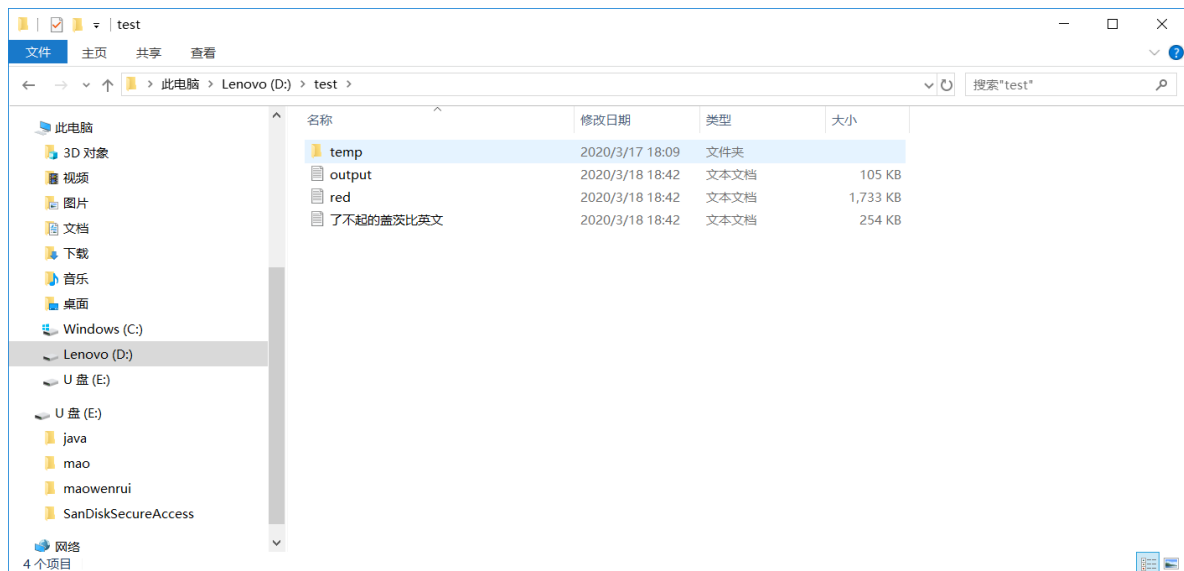 test
文件 主页 共享 查看
此电脑 Lenovo (D:) test 搜索"test"
名称 修改日期 类型 大小
temp 2020/3/17 18:09 文件夹
output 2020/3/18 18:42 文本文档 105 KB
red 2020/3/18 18:42 文本文档 1,733 KB
了不起的盖茨比英文 2020/3/18 18:42 文本文档 254 KB
此电脑
3D 对象
视频
图片
文档
下载
音乐
桌面
Windows (C:)
Lenovo (D:)
U 盘 (E:)
U 盘 (E:)
java
mao
maowenrui
SanDiskSecureAccess
网络
4 个项目